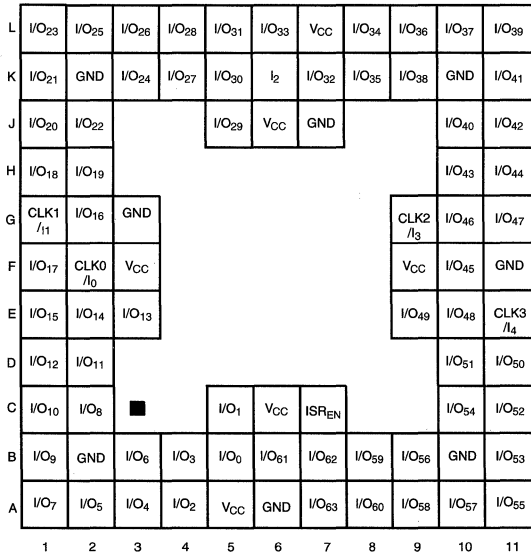 L I/O23 I/O25 I/O26 I/O28 I/O31 I/O33 VCC I/O34 I/O36 I/O37 I/O39
K I/O21 GND I/O24 I/O27 I/O30 I2 I/O32 I/O35 I/O38 GND I/O41
J I/O20 I/O22 I/O29 VCC GND I/O40 I/O42
H I/O18 I/O19 I/O43 I/O44
G CLK1/I1 I/O16 GND CLK2/I3 I/O46 I/O47
F I/O17 CLK0/I0 VCC VCC I/O45 GND
E I/O15 I/O14 I/O13 I/O49 I/O48 CLK3/I4
D I/O12 I/O11 I/O51 I/O50
C I/O10 I/O8 I/O1 VCC ISREN I/O54 I/O52
B I/O9 GND I/O6 I/O3 I/O0 I/O61 I/O62 I/O59 I/O56 GND I/O53
A I/O7 I/O5 I/O4 I/O2 VCC GND I/O63 I/O60 I/O58 I/O57 I/O55
1 2 3 4 5 6 7 8 9 10 11